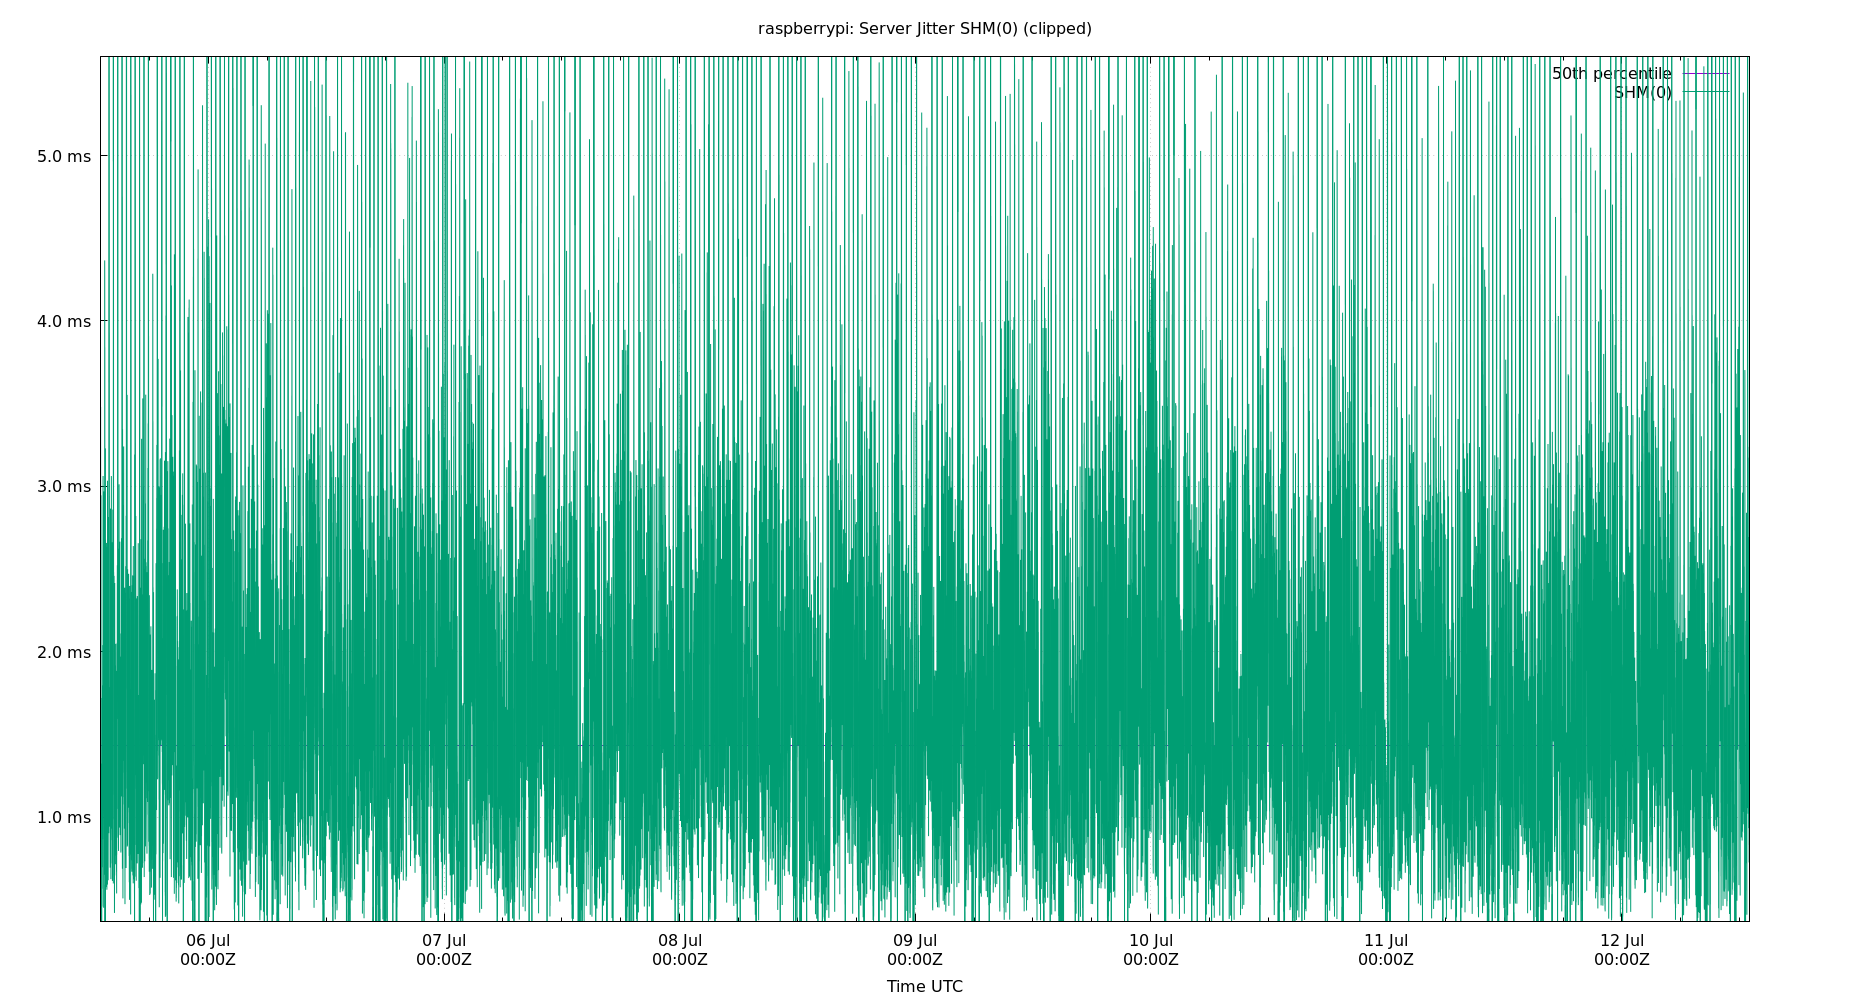 raspberrypi: Server Jitter SHM(0) (clipped)
50th percentile
SHM(0)
5.0 ms
4.0 ms
3.0 ms
2.0 ms
1.0 ms
06 Jul 07 Jul 08 Jul 09 Jul 10 Jul 11 Jul 12 Jul
00:00Z 00:00Z 00:00Z 00:00Z 00:00Z 00:00Z 00:00Z
Time UTC